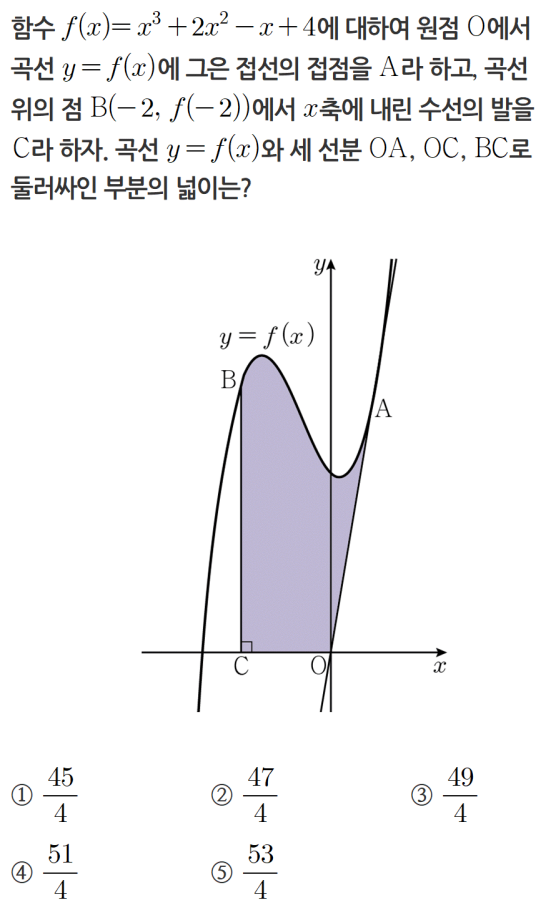 함수 f(x)=x³+2x²−x+4에 대하여 원점 O에서
곡선 y=f(x)에 그은 접선의 접점을 A라 하고, 곡선
위의 점 B(−2, f(−2))에서 x축에 내린 수선의 발을
C라 하자. 곡선 y=f(x)와 세 선분 OA, OC, BC로
둘러싸인 부분의 넓이는?
y
y=f(x)
B
A
C
O
x
① 45/4 ② 47/4 ③ 49/4
④ 51/4 ⑤ 53/4